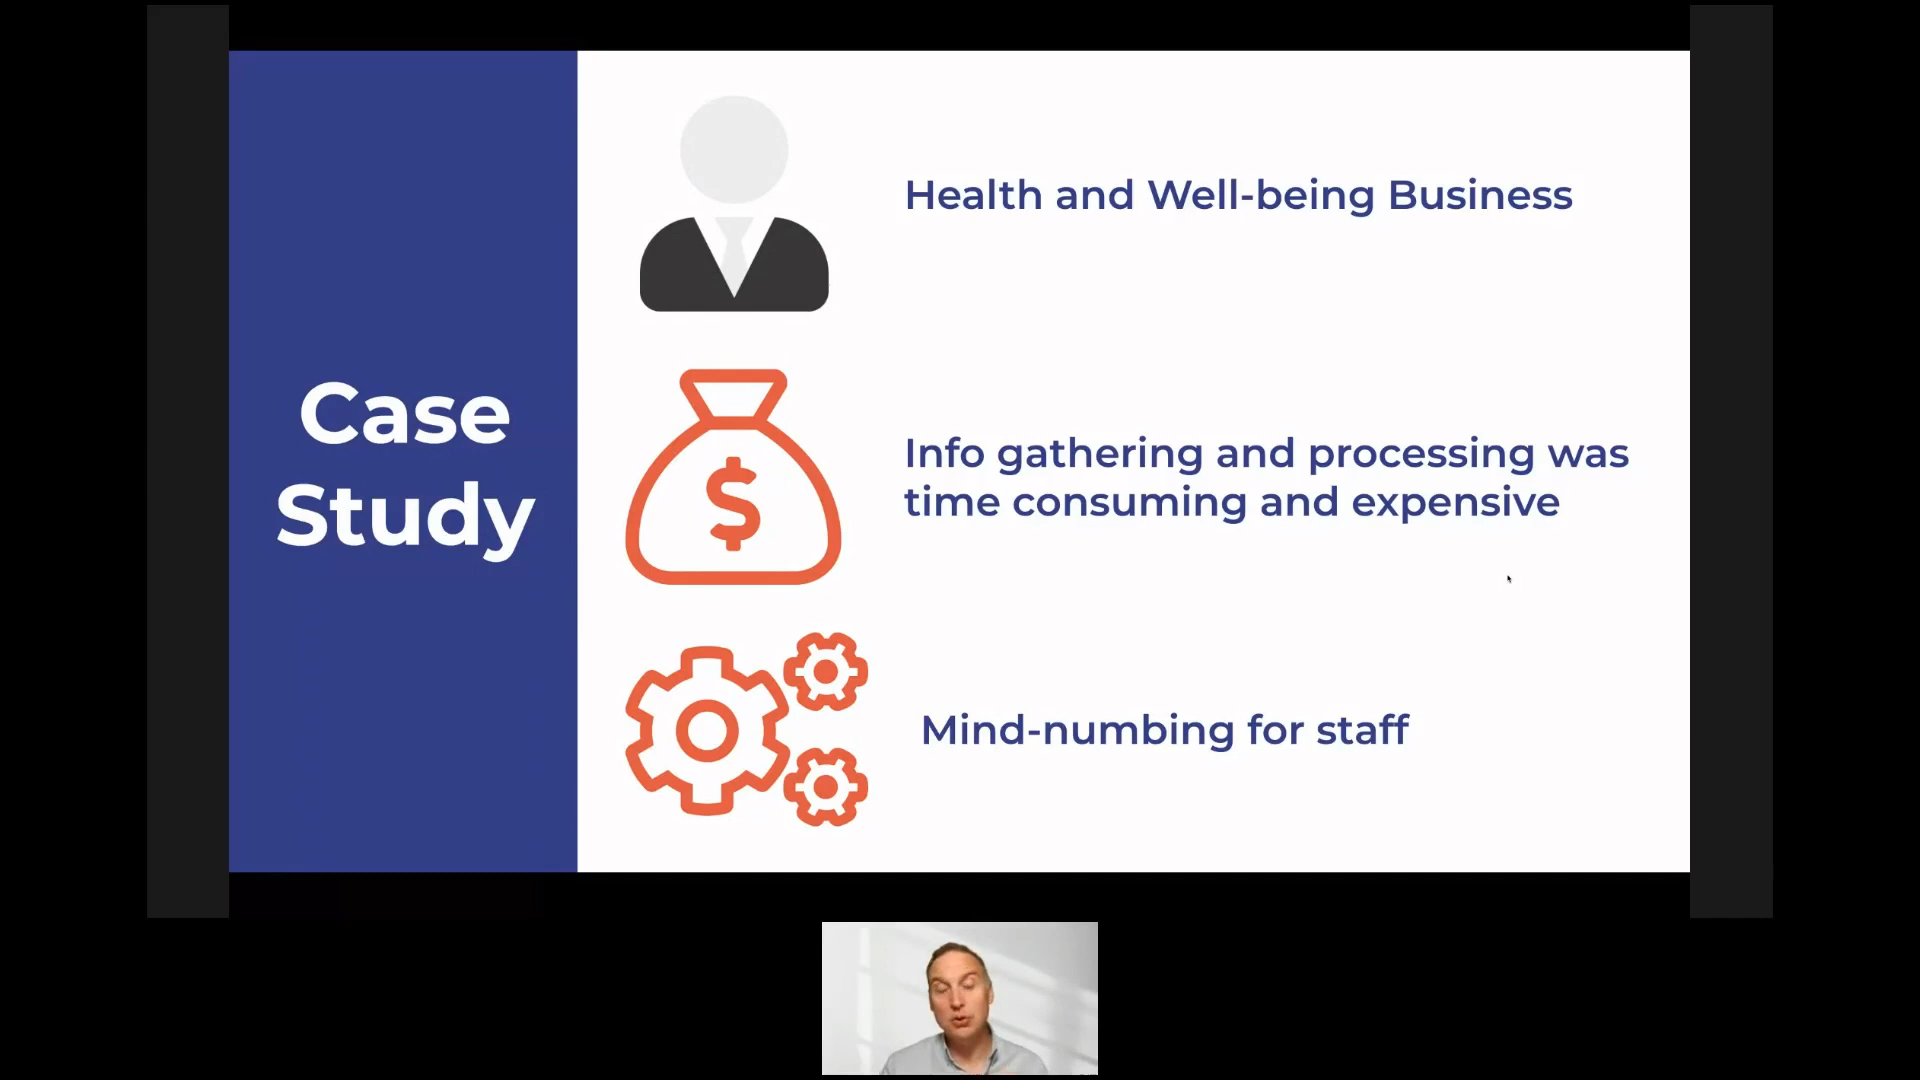 Case
Study
Health and Well-being Business
Info gathering and processing was
time consuming and expensive
Mind-numbing for staff